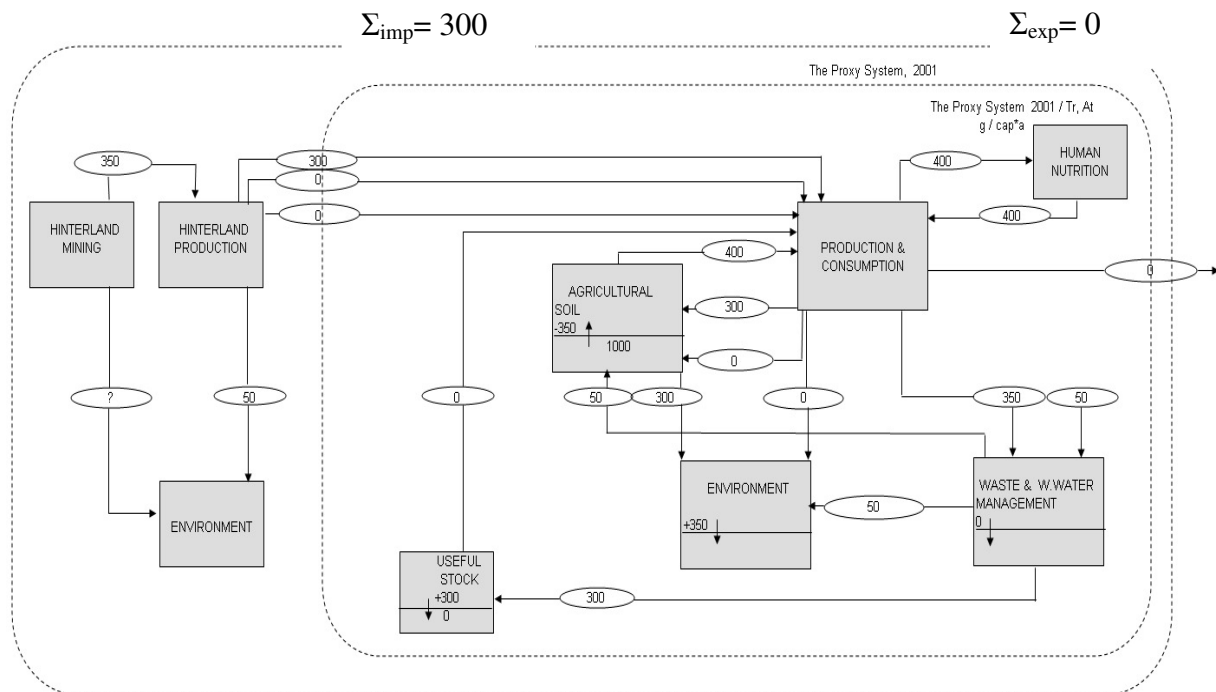 Σimp= 300
Σexp= 0
The Proxy System, 2001
The Proxy System 2001 / Tr, At
g / cap*a
350
300
0
0
400
HUMAN
NUTRITION
400
HINTERLAND
MINING
HINTERLAND
PRODUCTION
PRODUCTION &
CONSUMPTION
0
400
AGRICULTURAL
SOIL
-350
1000
300
0
?
50
0
50
300
0
350
50
ENVIRONMENT
ENVIRONMENT
+350
50
WASTE & W.WATER
MANAGEMENT
0
USEFUL
STOCK
+300
0
300